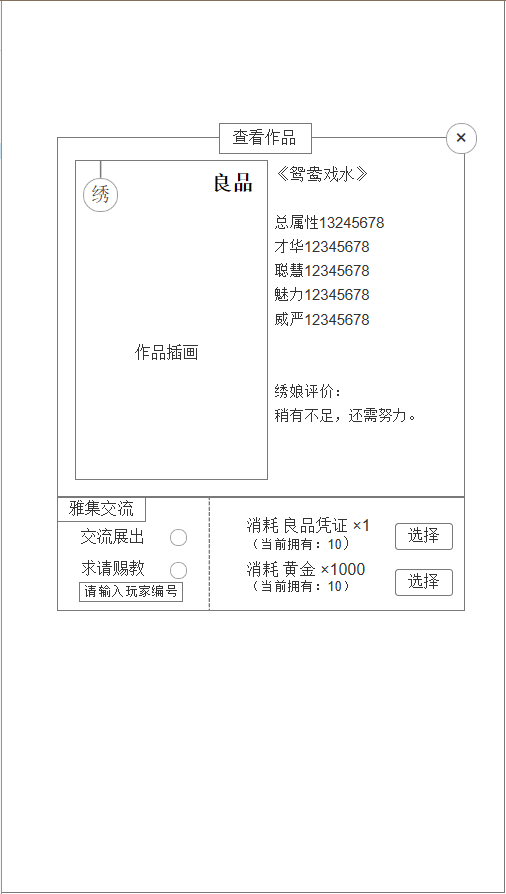 查看作品
×
绣
良品
作品插画
《鸳鸯戏水》
总属性13245678
才华12345678
聪慧12345678
魅力12345678
威严12345678
绣娘评价：
稍有不足，还需努力。
雅集交流
交流展出
求请赐教
请输入玩家编号
消耗 良品凭证 ×1
（当前拥有：10）
选择
消耗 黄金 ×1000
（当前拥有：10）
选择